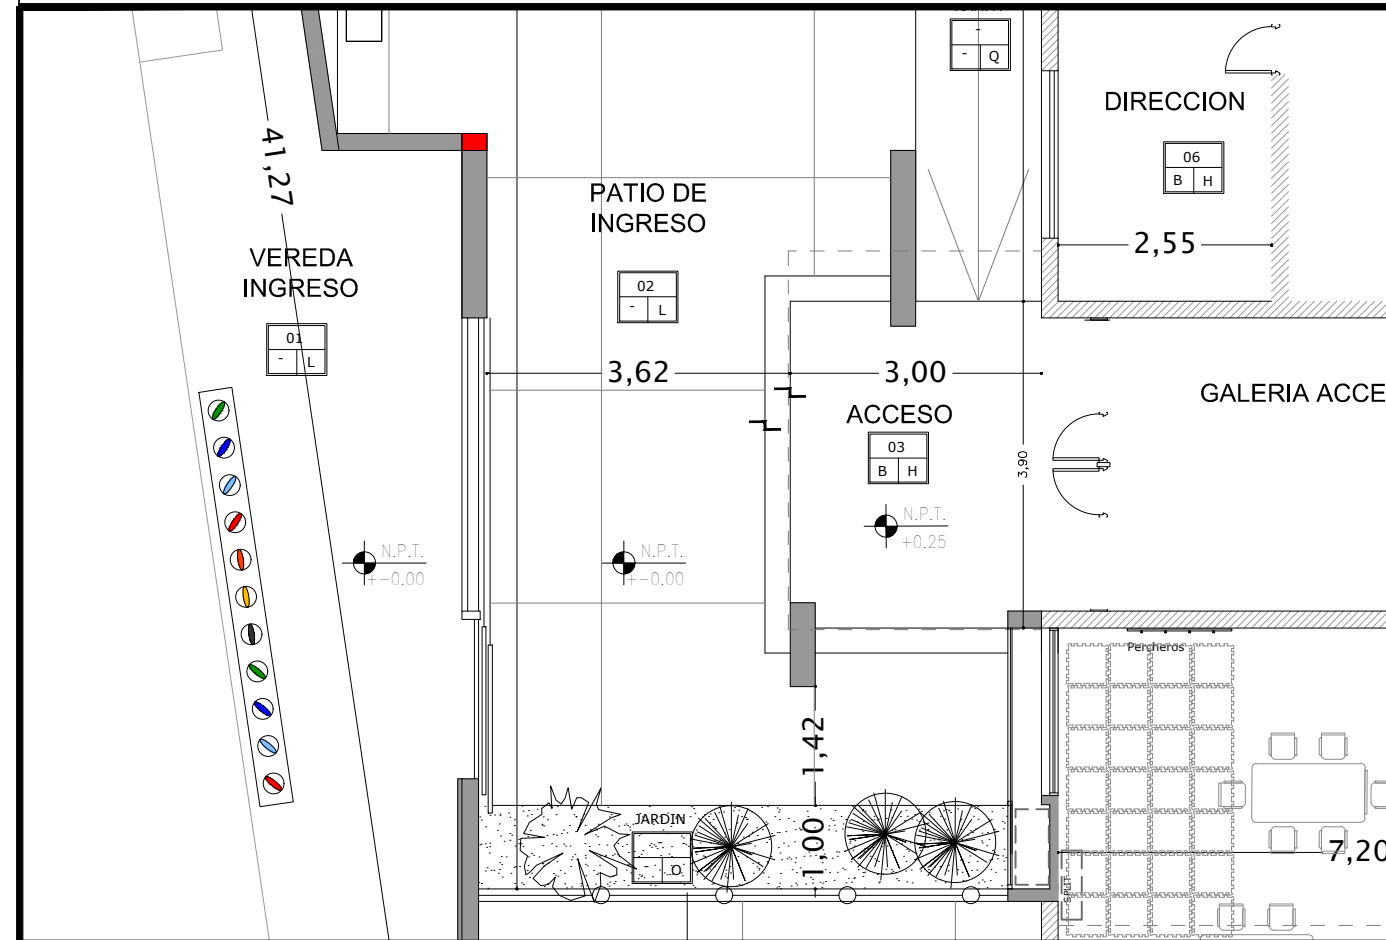 -
- Q
DIRECCION
06
B H
2,55
41,27
PATIO DE
INGRESO
02
- L
VEREDA
INGRESO
01
- L
3,62
3,00
GALERIA ACCE
ACCESO
03
B H
3,90
N.P.T.
+0.25
N.P.T.
+-0.00
N.P.T.
+-0.00
Percheros
1,42
JARDIN
- O
1,00
7,20
SPLIT